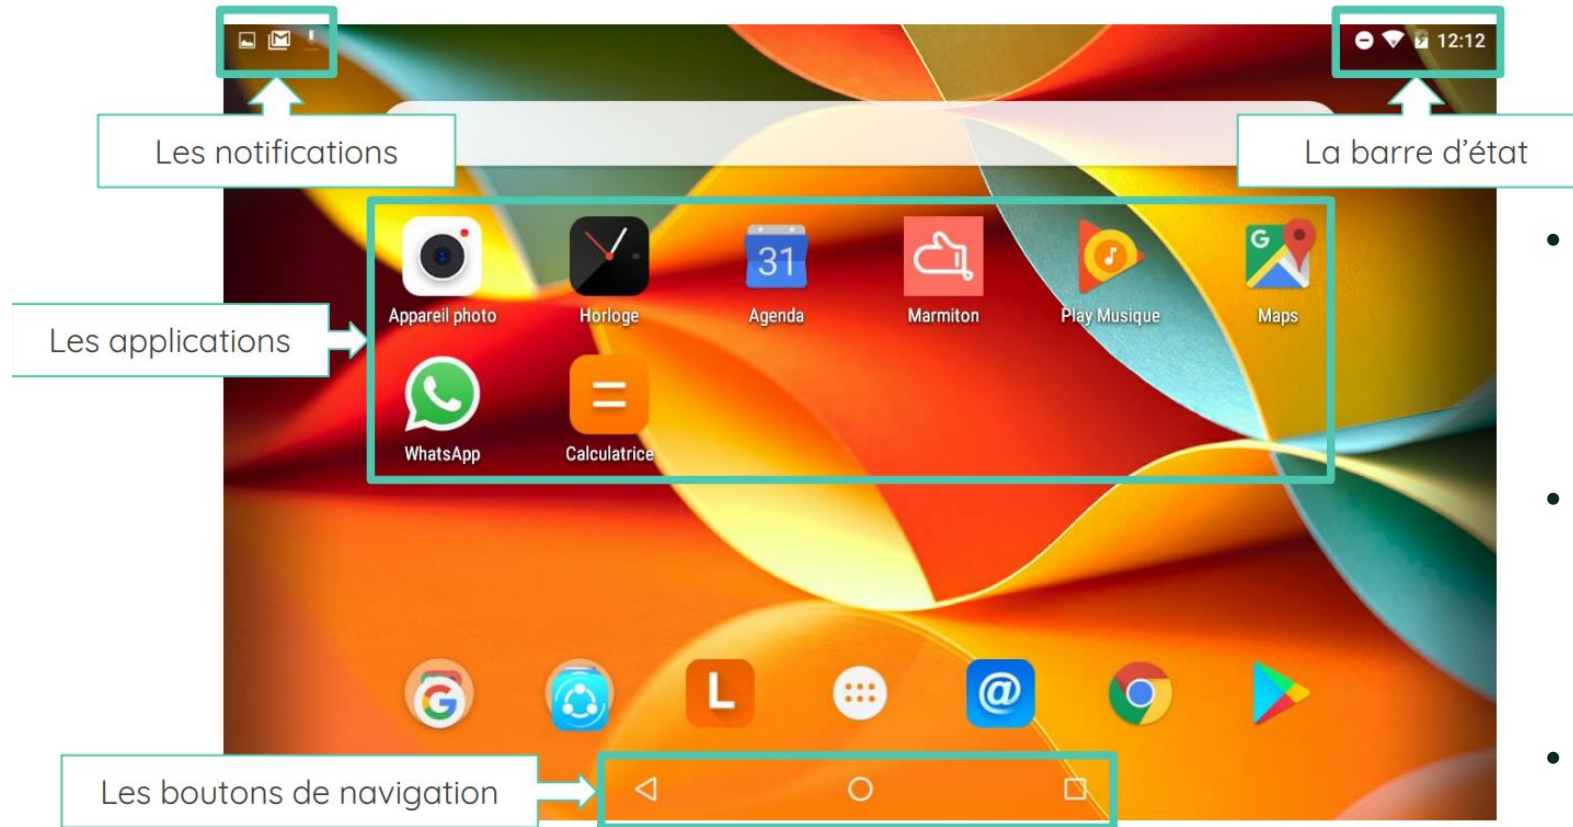 12:12
Les notifications
La barre d'état
31
G
Appareil photo
Horloge
Agenda
Marmiton
Play Musique
Maps
Les applications
WhatsApp
Calculatrice
G
L
@
Les boutons de navigation